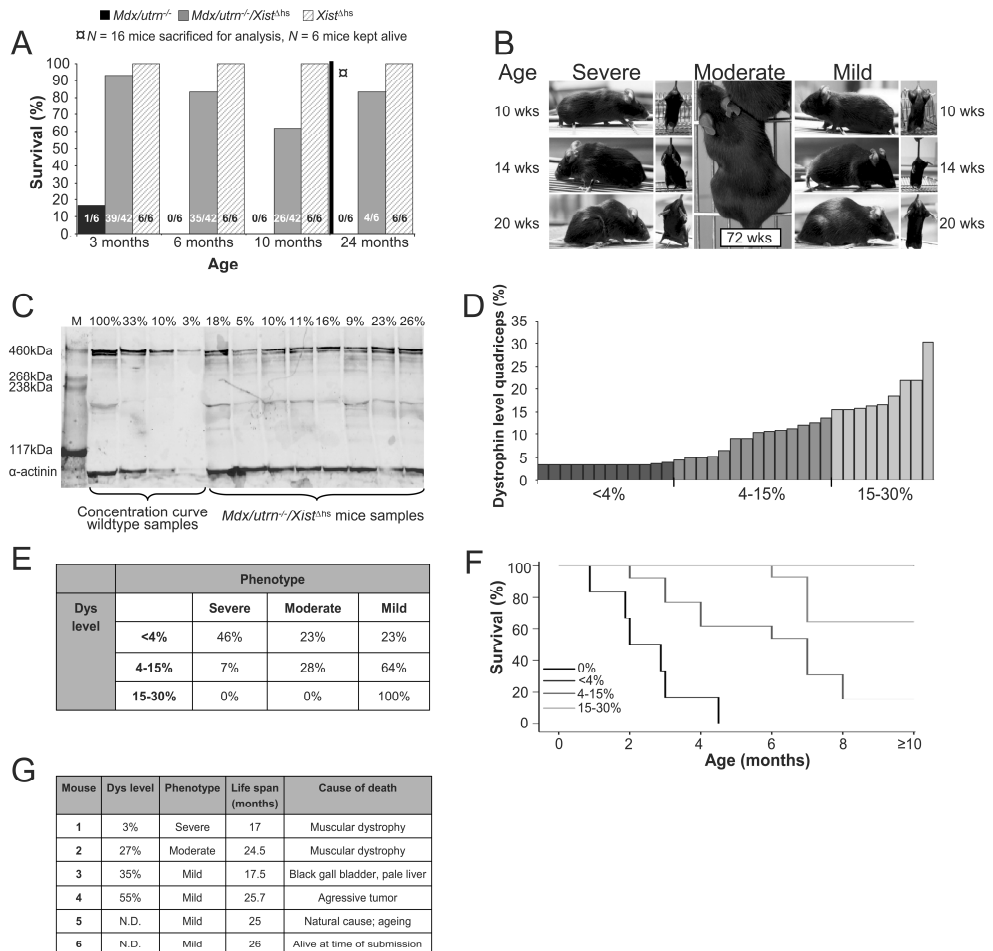 Mdx/utrn-/- Mdx/utrn-/-/XistΔhs XistΔhs
¤ N = 16 mice sacrificed for analysis, N = 6 mice kept alive
A
Survival (%)
100
90
80
70
60
50
40
30
20
10
0
¤
1/6 39/42 6/6 0/6 35/42 6/6 0/6 26/42 6/6 0/6 4/6 6/6
3 months 6 months 10 months 24 months
Age
B
Age Severe Moderate Mild
10 wks 10 wks
14 wks 14 wks
20 wks 20 wks
72 wks
C
M 100% 33% 10% 3% 18% 5% 10% 11% 16% 9% 23% 26%
460kDa
268kDa
238kDa
117kDa
α-actinin
Concentration curve
wildtype samples
Mdx/utrn-/-/XistΔhs mice samples
D
Dystrophin level quadriceps (%)
35
30
25
20
15
10
5
0
<4% 4-15% 15-30%
E
Phenotype
Dys
level
Severe Moderate Mild
<4% 46% 23% 23%
4-15% 7% 28% 64%
15-30% 0% 0% 100%
F
Survival (%)
100
80
60
40
20
0
0%
<4%
4-15%
15-30%
0 2 4 6 8 ≥10
Age (months)
G
Mouse Dys level Phenotype Life span Cause of death
(months)
1 3% Severe 17 Muscular dystrophy
2 27% Moderate 24.5 Muscular dystrophy
3 35% Mild 17.5 Black gall bladder, pale liver
4 55% Mild 25.7 Agressive tumor
5 N.D. Mild 25 Natural cause; ageing
6 N.D. Mild 26 Alive at time of submission